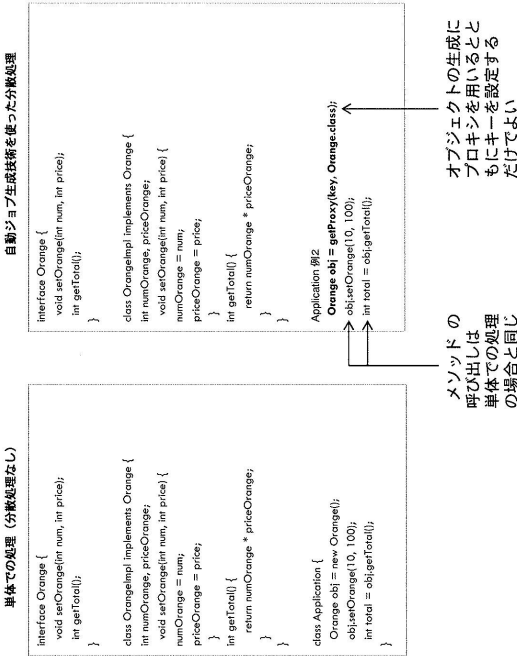 単体での処理（分散処理なし）
interface Orange {
void setOrange(int num, int price);
int getTotal();
}
class OrangeImpl implements Orange {
int numOrange, priceOrange;
void setOrange(int num, int price) {
numOrange = num;
priceOrange = price;
}
int getTotal() {
return numOrange * priceOrange;
}
}
class Application {
Orange obj = new Orange();
obj.setOrange(10, 100);
int total = obj.getTotal();
}
自動ジョブ生成技術を使った分散処理
interface Orange {
void setOrange(int num, int price);
int getTotal();
}
class OrangeImpl implements Orange {
int numOrange, priceOrange;
void setOrange(int num, int price) {
numOrange = num;
priceOrange = price;
}
int getTotal() {
return numOrange * priceOrange;
}
}
Application 例2
Orange obj = getProxy(key, Orange.class);
obj.setOrange(10, 100);
int total = obj.getTotal();
}
メソッド の
呼び出しは
単体での処理
の場合と同じ
オブジェクトの生成に
プロキシを用いるとと
もにキーを設定する
だけでよい